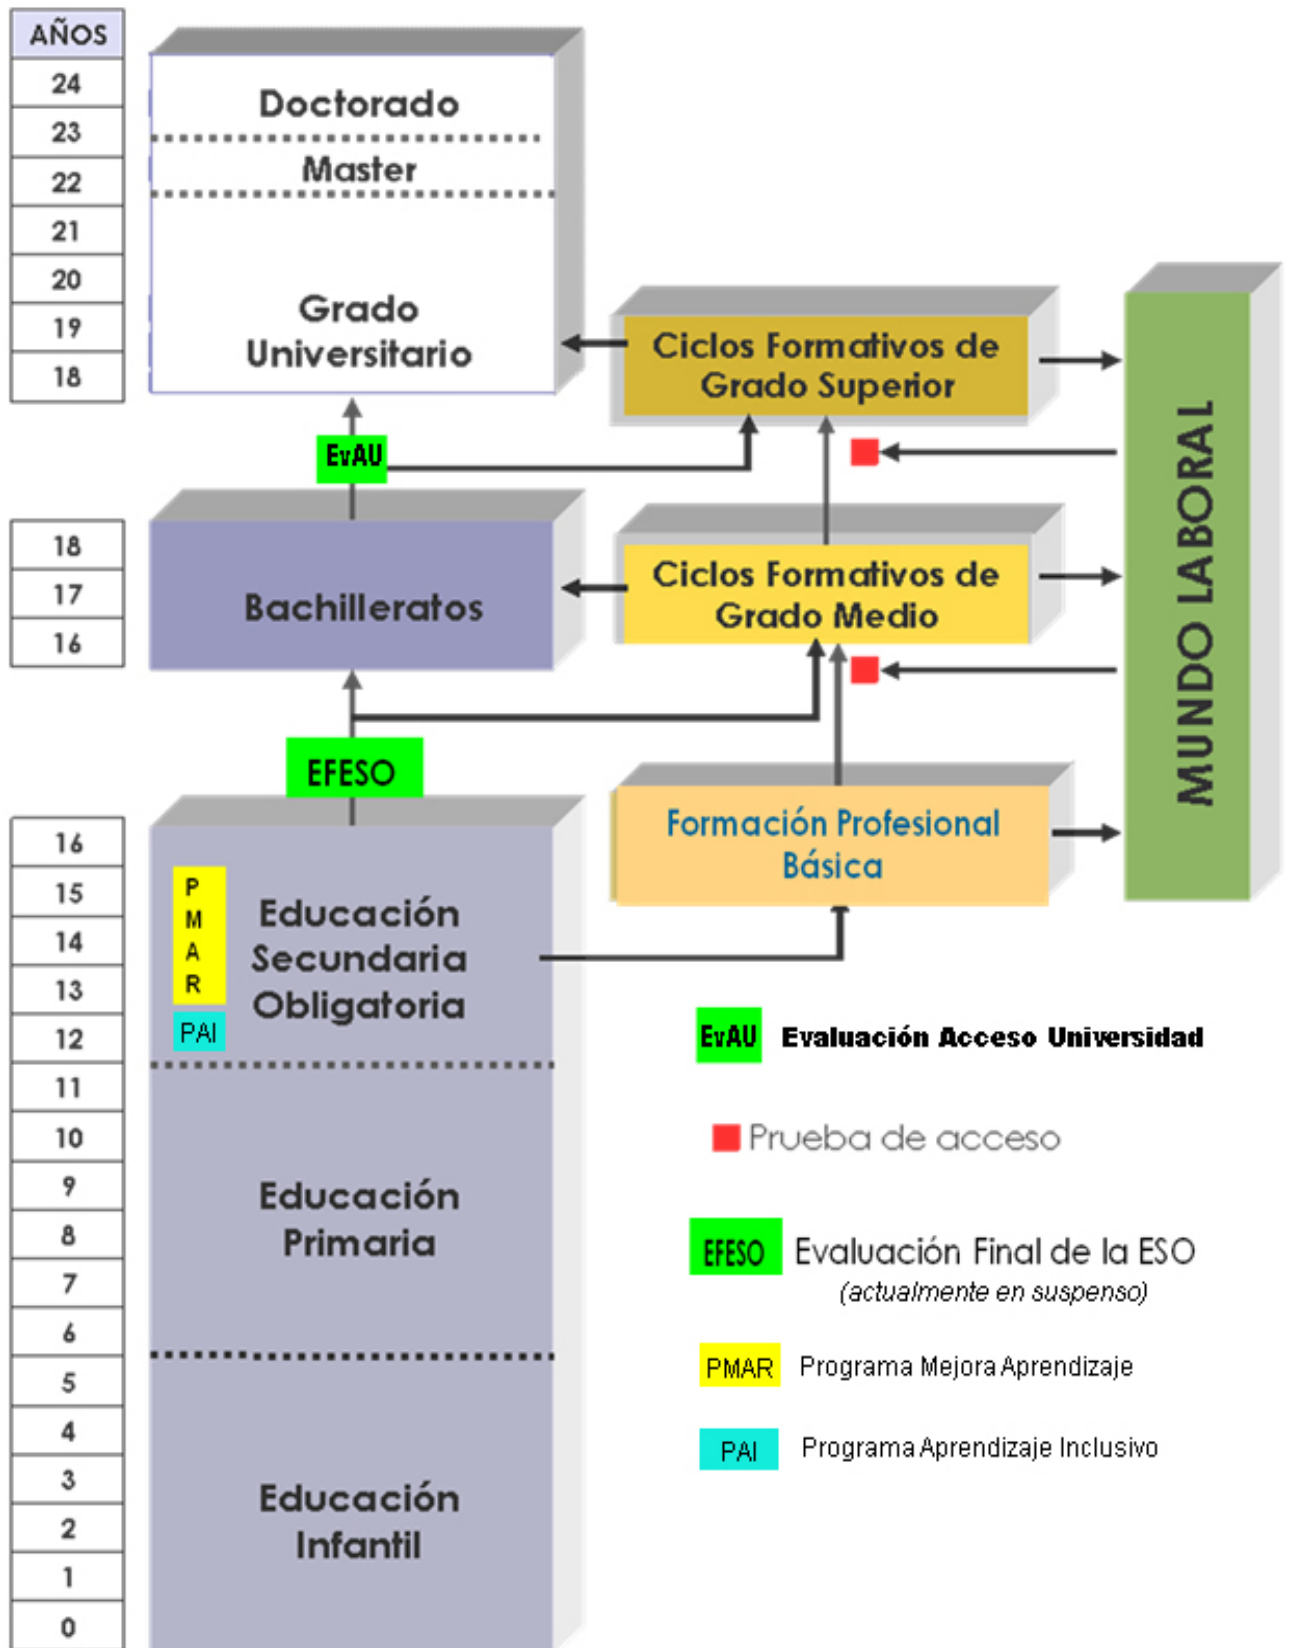 AÑOS
24
23
22
21
20
19
18
18
17
16
16
15
14
13
12
11
10
9
8
7
6
5
4
3
2
1
0
Doctorado
Master
Grado
Universitario
Ciclos Formativos de
Grado Superior
EvAU
Bachilleratos
Ciclos Formativos de
Grado Medio
MUNDO LABORAL
EFESO
Formación Profesional
Básica
P
M
A
R
PAI
Educación
Secundaria
Obligatoria
Educación
Primaria
Educación
Infantil
EvAU Evaluación Acceso Universidad
Prueba de acceso
EFESO Evaluación Final de la ESO
(actualmente en suspenso)
PMAR Programa Mejora Aprendizaje
PAI Programa Aprendizaje Inclusivo